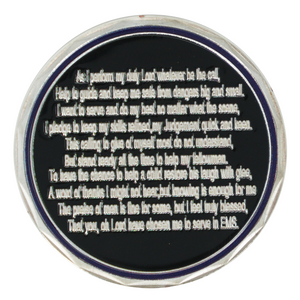 As I perform my daily Lord whatever be the call,
Help to guide and keep me safe from dangers big and small.
I want to serve and do my best no matter what the scene,
I pledge to keep my skills refined, my judgement quick and keen.
This calling to give of myself most do not understand,
But stand ready all the time to help my fellowman.
To have the chance to help a child restore his laugh with glee,
A word of thanks I might not hear, but knowing is enough for me
The praise of men is fine for some, but I feel truly blessed,
That you, oh Lord have chosen me to serve in EMS.